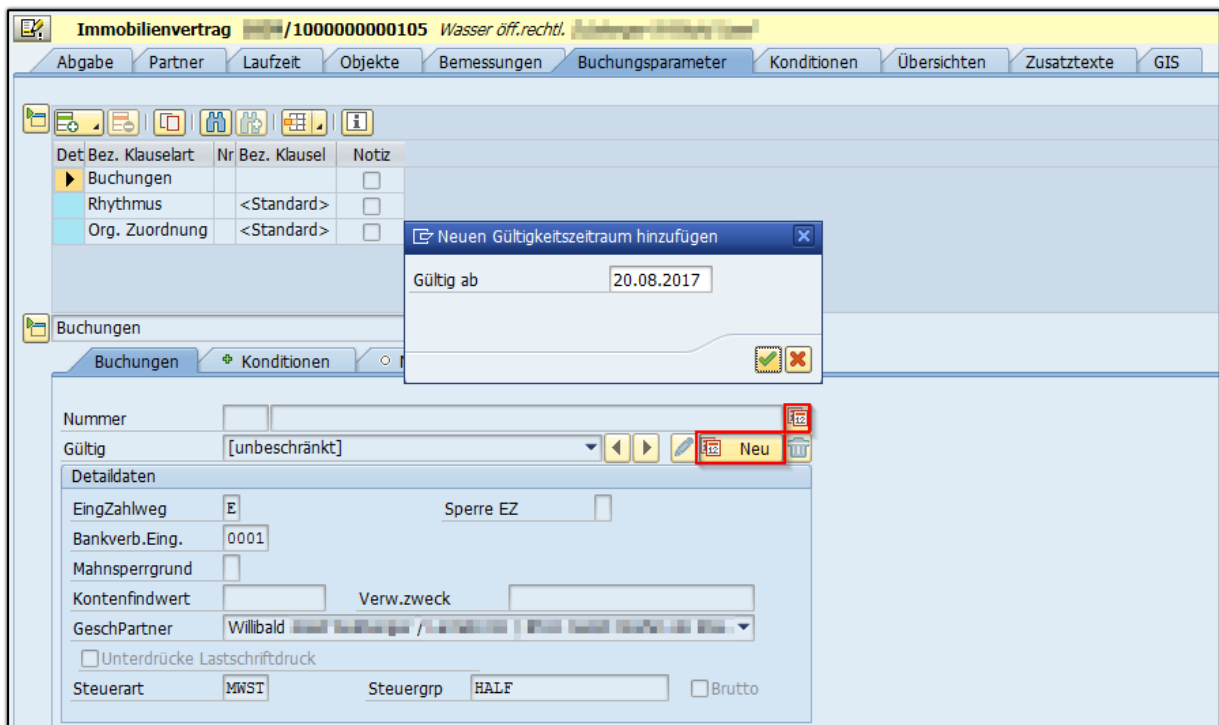 Immobilienvertrag /1000000000105 Wasser öff.rechtl.
Abgabe Partner Laufzeit Objekte Bemessungen Buchungsparameter Konditionen Übersichten Zusatztexte GIS
Det Bez. Klauselart Nr Bez. Klausel Notiz
Buchungen
Rhythmus <Standard>
Org. Zuordnung <Standard>
Neuen Gültigkeitszeitraum hinzufügen
Gültig ab 20.08.2017
Buchungen
Buchungen Konditionen
Nummer
Gültig [unbeschränkt] Neu
Detaildaten
EingZahlweg E Sperre EZ
Bankverb.Eing. 0001
Mahnsperrgrund
Kontenfindwert Verw.zweck
GeschPartner Willibald
Unterdrücke Lastschriftdruck
Steuerart MWST Steuergrp HALF Brutto